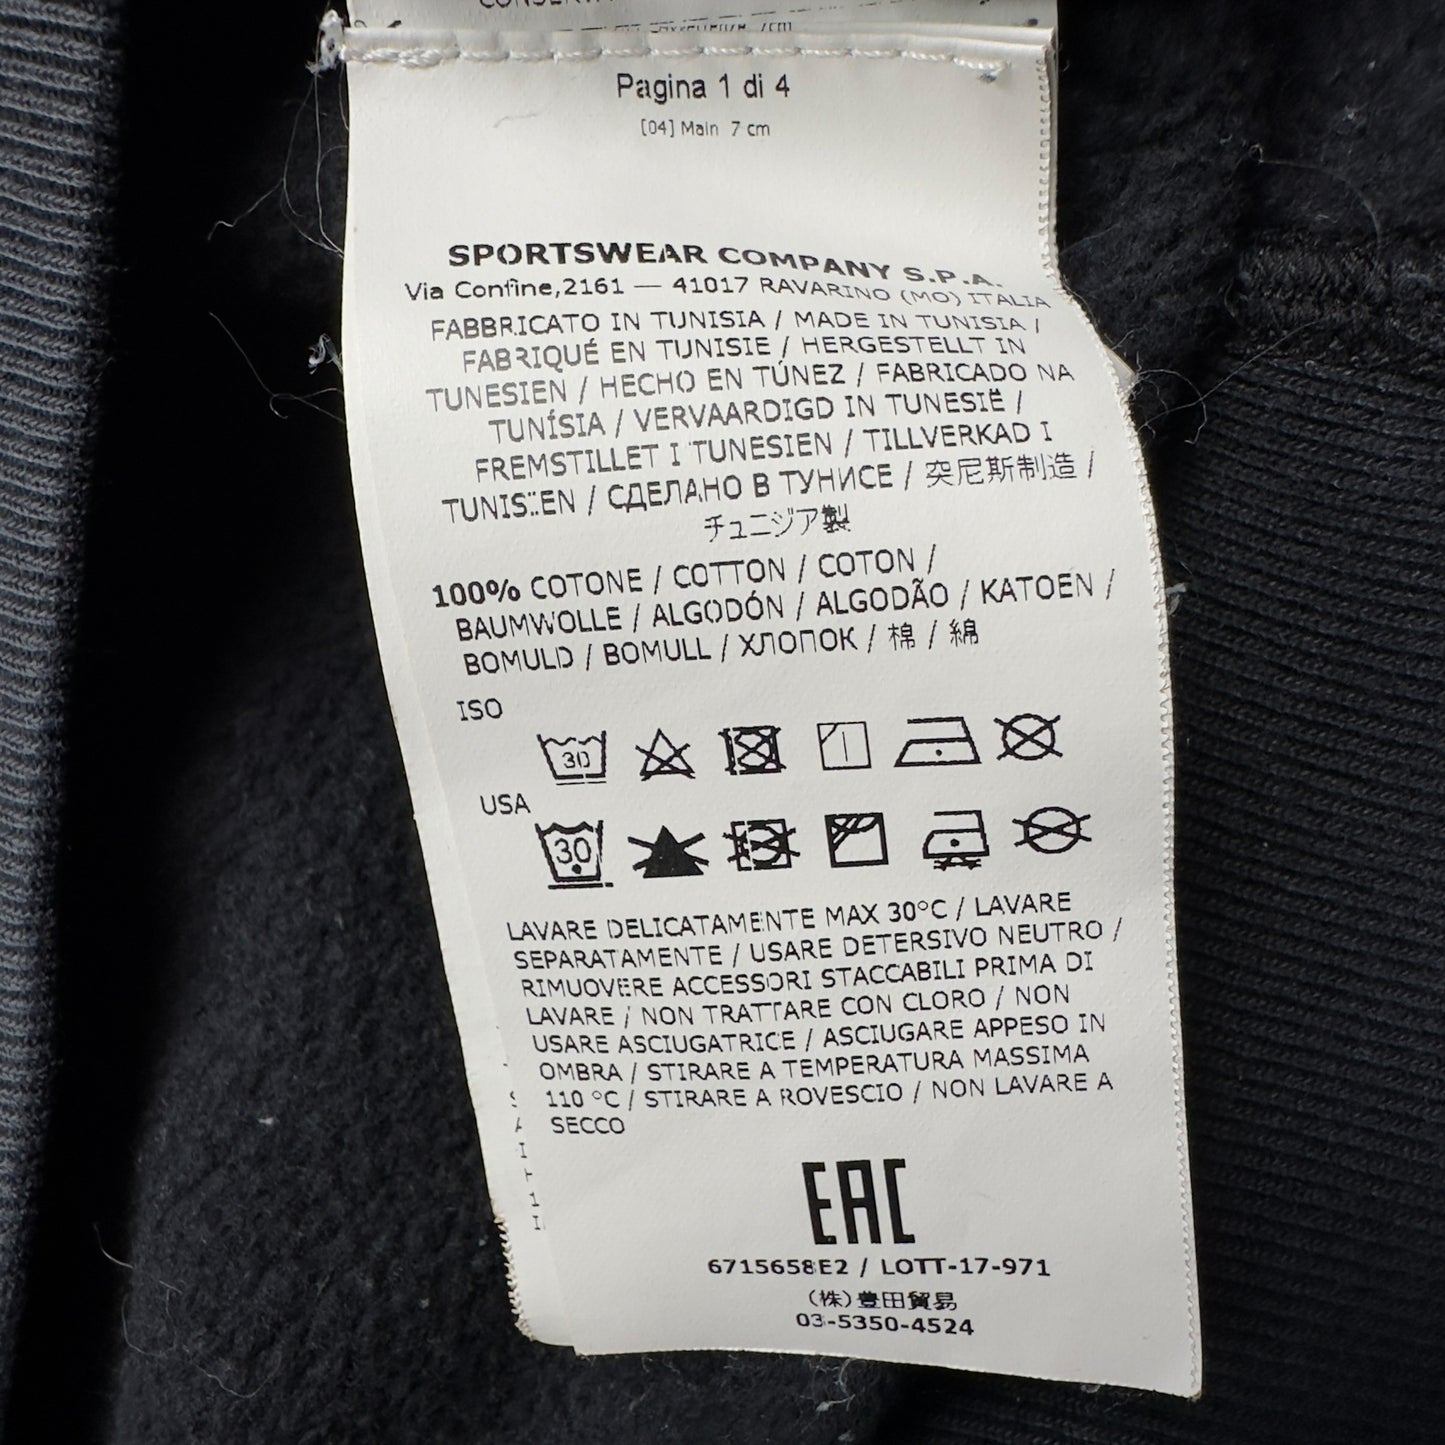 Pagina 1 di 4
[04] Main 7 cm
SPORTSWEAR COMPANY S.P.A.
Via Confine,2161 — 41017 RAVARINO (MO) ITALIA
FABBRICATO IN TUNISIA / MADE IN TUNISIA /
FABRIQUÉ EN TUNISIE / HERGESTELLT IN
TUNESIEN / HECHO EN TÚNEZ / FABRICADO NA
TUNÍSIA / VERVAARDIGD IN TUNESIË /
FREMSTILLET I TUNESIEN / TILLVERKAD I
TUNISIEN / СДЕЛАНО В ТУНИСЕ / 突尼斯制造 /
チュニジア製
100% COTONE / COTTON / COTON /
BAUMWOLLE / ALGODÓN / ALGODÃO / KATOEN /
BOMULD / BOMULL / ХЛОПОК / 棉 / 綿
ISO
30
USA
30
LAVARE DELICATAMENTE MAX 30°C / LAVARE
SEPARATAMENTE / USARE DETERSIVO NEUTRO /
RIMUOVERE ACCESSORI STACCABILI PRIMA DI
LAVARE / NON TRATTARE CON CLORO / NON
USARE ASCIUGATRICE / ASCIUGARE APPESO IN
OMBRA / STIRARE A TEMPERATURA MASSIMA
110 °C / STIRARE A ROVESCIO / NON LAVARE A
SECCO
EAC
6715658E2 / LOTT-17-971
(株)豊田貿易
03-5350-4524